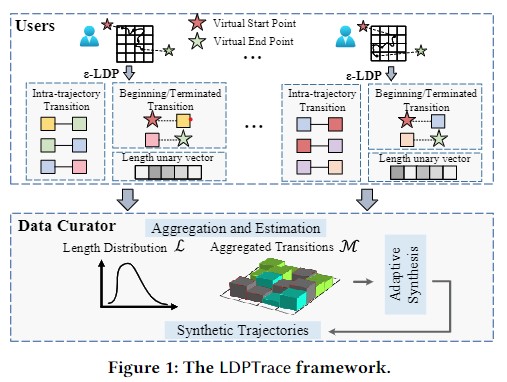 Users
Virtual Start Point
Virtual End Point
...
ε-LDP
ε-LDP
Intra-trajectory
Transition
Beginning/Terminated
Transition
Length unary vector
...
Intra-trajectory
Transition
Beginning/Terminated
Transition
Length unary vector
Data Curator
Aggregation and Estimation
Length Distribution ℒ
Aggregated Transitions ℳ
Adaptive
Synthesis
Synthetic Trajectories
Figure 1: The LDPTrace framework.